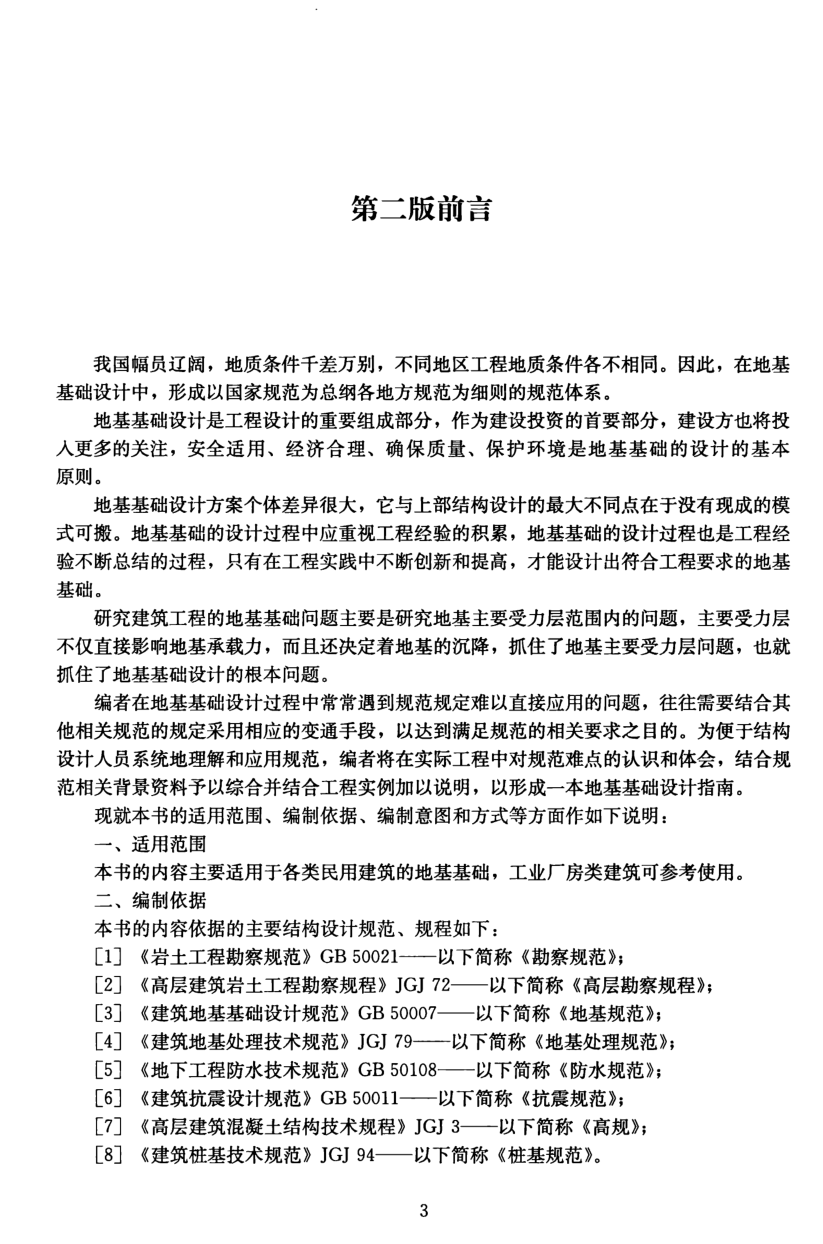 第二版前言
我国幅员辽阔，地质条件千差万别，不同地区工程地质条件各不相同。因此，在地基
基础设计中，形成以国家规范为总纲各地方规范为细则的规范体系。
地基基础设计是工程设计的重要组成部分，作为建设投资的首要部分，建设方也将投
入更多的关注，安全适用、经济合理、确保质量、保护环境是地基基础的设计的基本
原则。
地基基础设计方案个体差异很大，它与上部结构设计的最大不同点在于没有现成的模
式可搬。地基基础的设计过程中应重视工程经验的积累，地基基础的设计过程也是工程经
验不断总结的过程，只有在工程实践中不断创新和提高，才能设计出符合工程要求的地基
基础。
研究建筑工程的地基基础问题主要是研究地基主要受力层范围内的问题，主要受力层
不仅直接影响地基承载力，而且还决定着地基的沉降，抓住了地基主要受力层问题，也就
抓住了地基基础设计的根本问题。
编者在地基基础设计过程中常常遇到规范规定难以直接应用的问题，往往需要结合其
他相关规范的规定采用相应的变通手段，以达到满足规范的相关要求之目的。为便于结构
设计人员系统地理解和应用规范，编者将在实际工程中对规范难点的认识和体会，结合规
范相关背景资料予以综合并结合工程实例加以说明，以形成一本地基基础设计指南。
现就本书的适用范围、编制依据、编制意图和方式等方面作如下说明：
一、适用范围
本书的内容主要适用于各类民用建筑的地基基础，工业厂房类建筑可参考使用。
二、编制依据
本书的内容依据的主要结构设计规范、规程如下：
［1］《岩土工程勘察规范》GB 50021——以下简称《勘察规范》；
［2］《高层建筑岩土工程勘察规程》JGJ 72——以下简称《高层勘察规程》；
［3］《建筑地基基础设计规范》GB 50007——以下简称《地基规范》；
［4］《建筑地基处理技术规范》JGJ 79——以下简称《地基处理规范》；
［5］《地下工程防水技术规范》GB 50108——以下简称《防水规范》；
［6］《建筑抗震设计规范》GB 50011——以下简称《抗震规范》；
［7］《高层建筑混凝土结构技术规程》JGJ 3——以下简称《高规》；
［8］《建筑桩基技术规范》JGJ 94——以下简称《桩基规范》。
3